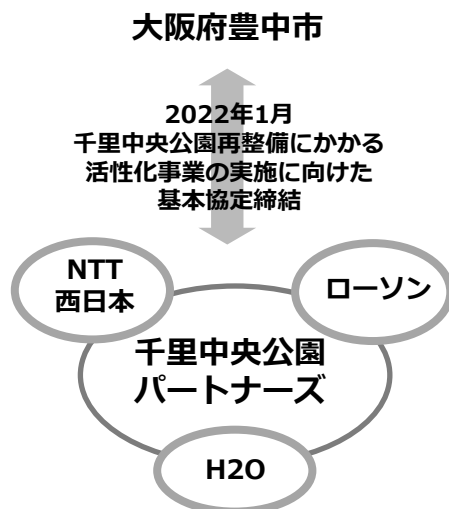 大阪府豊中市
2022年1月
千里中央公園再整備にかかる
活性化事業の実施に向けた
基本協定締結
NTT
西日本
ローソン
千里中央公園
パートナーズ
H2O